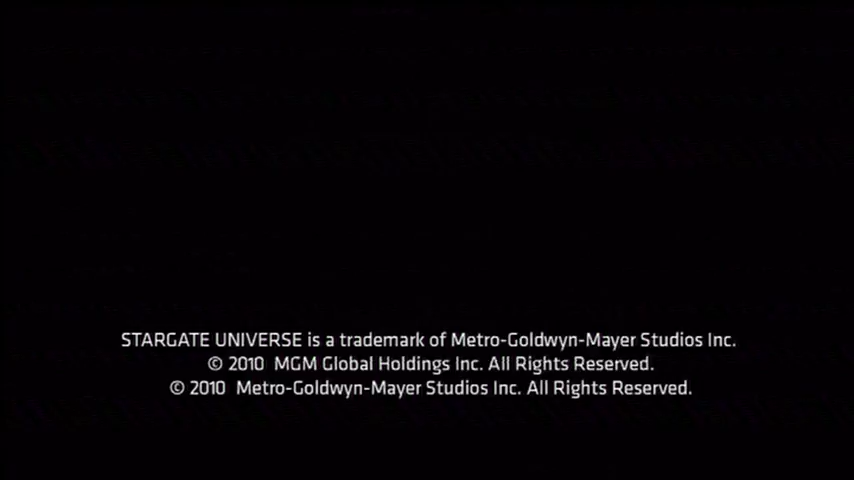 STARGATE UNIVERSE is a trademark of Metro-Goldwyn-Mayer Studios Inc.
© 2010 MGM Global Holdings Inc. All Rights Reserved.
© 2010 Metro-Goldwyn-Mayer Studios Inc. All Rights Reserved.